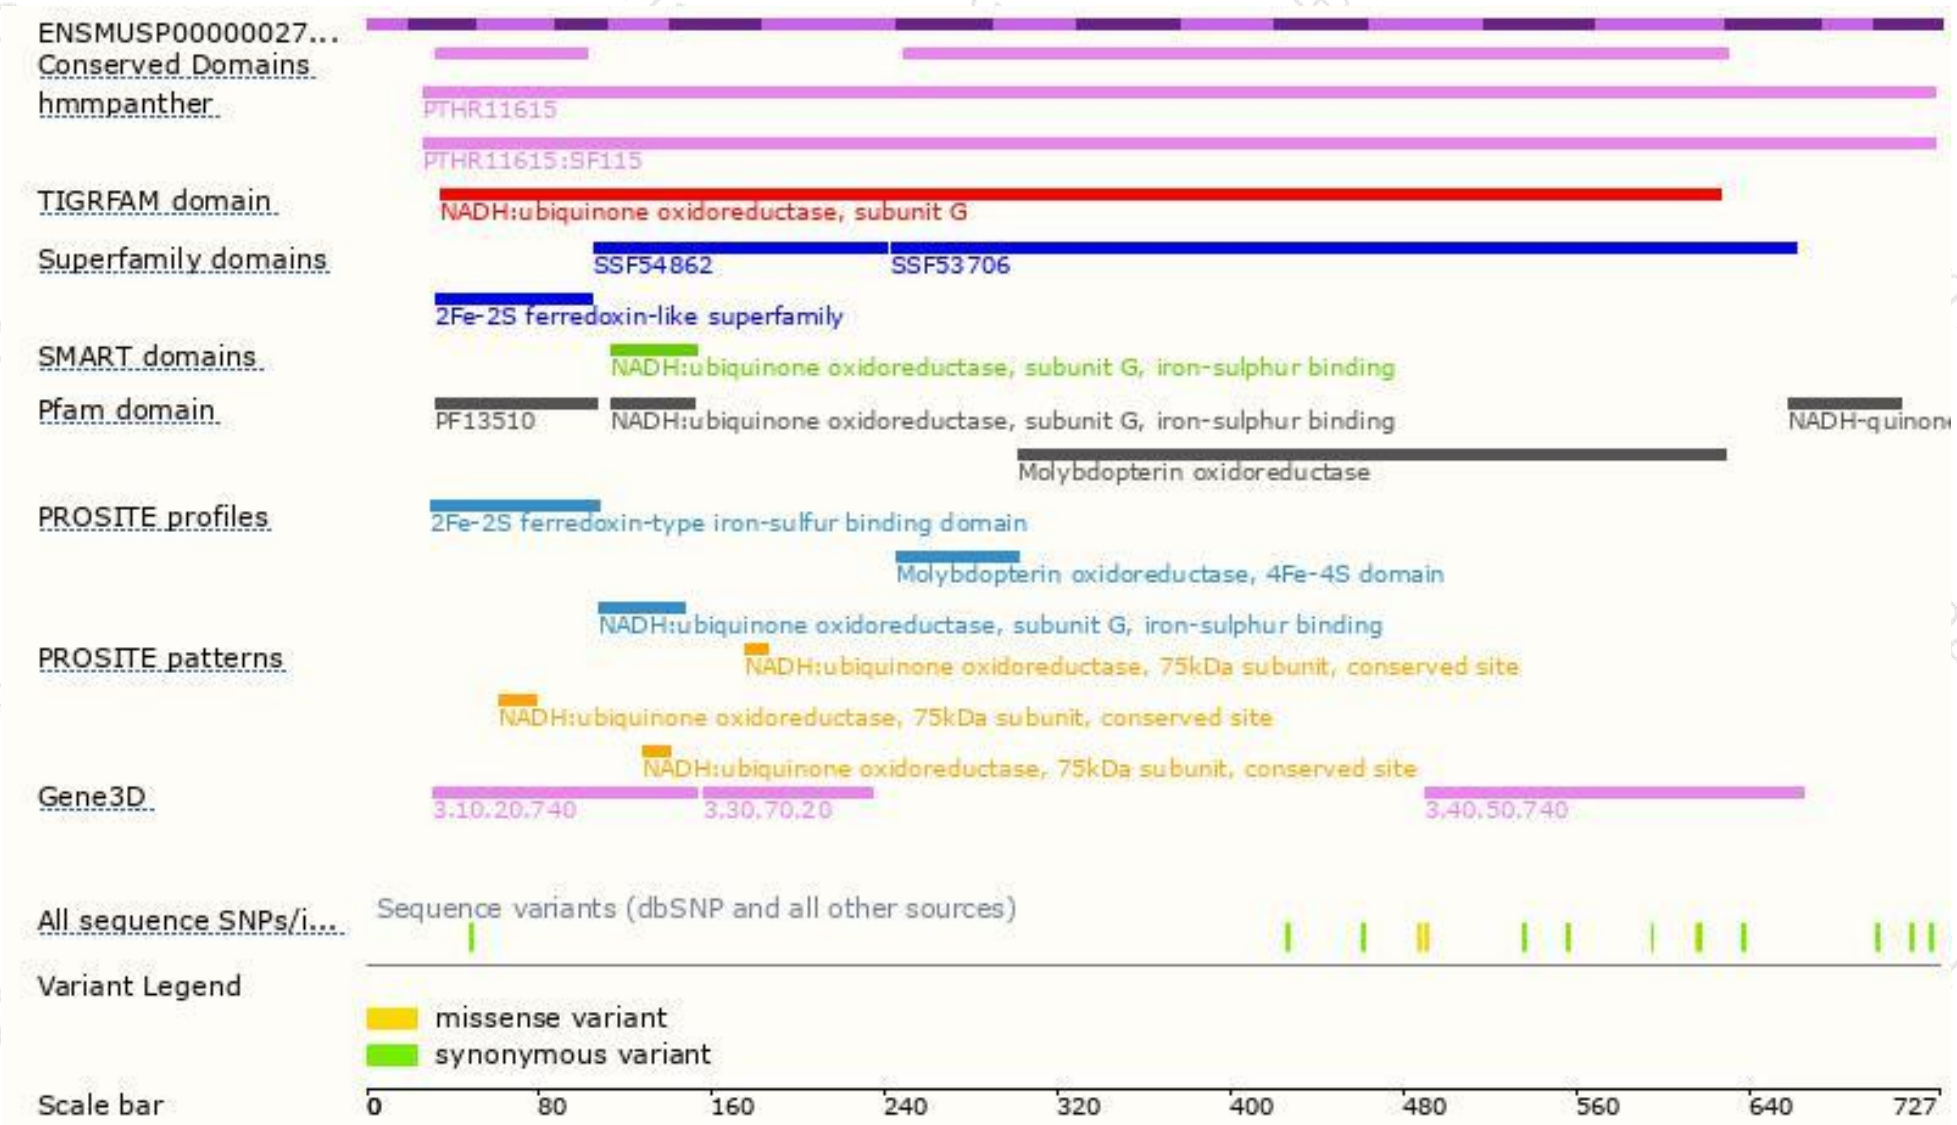 ENSMUSP00000027...
Conserved Domains
hmmpanther
PTHR11615
PTHR11615:SF115
TIGRFAM domain
NADH:ubiquinone oxidoreductase, subunit G
Superfamily domains
SSF54862 SSF53706
2Fe-2S ferredoxin-like superfamily
SMART domains
NADH:ubiquinone oxidoreductase, subunit G, iron-sulphur binding
Pfam domain
PF13510 NADH:ubiquinone oxidoreductase, subunit G, iron-sulphur binding NADH-quinon
Molybdopterin oxidoreductase
PROSITE profiles
2Fe-2S ferredoxin-type iron-sulfur binding domain
Molybdopterin oxidoreductase, 4Fe-4S domain
NADH:ubiquinone oxidoreductase, subunit G, iron-sulphur binding
PROSITE patterns
NADH:ubiquinone oxidoreductase, 75kDa subunit, conserved site
NADH:ubiquinone oxidoreductase, 75kDa subunit, conserved site
NADH:ubiquinone oxidoreductase, 75kDa subunit, conserved site
Gene3D
3.10.20.740 3.30.70.20 3.40.50.740
Sequence variants (dbSNP and all other sources)
All sequence SNPs/i...
Variant Legend
missense variant
synonymous variant
Scale bar 0 80 160 240 320 400 480 560 640 727